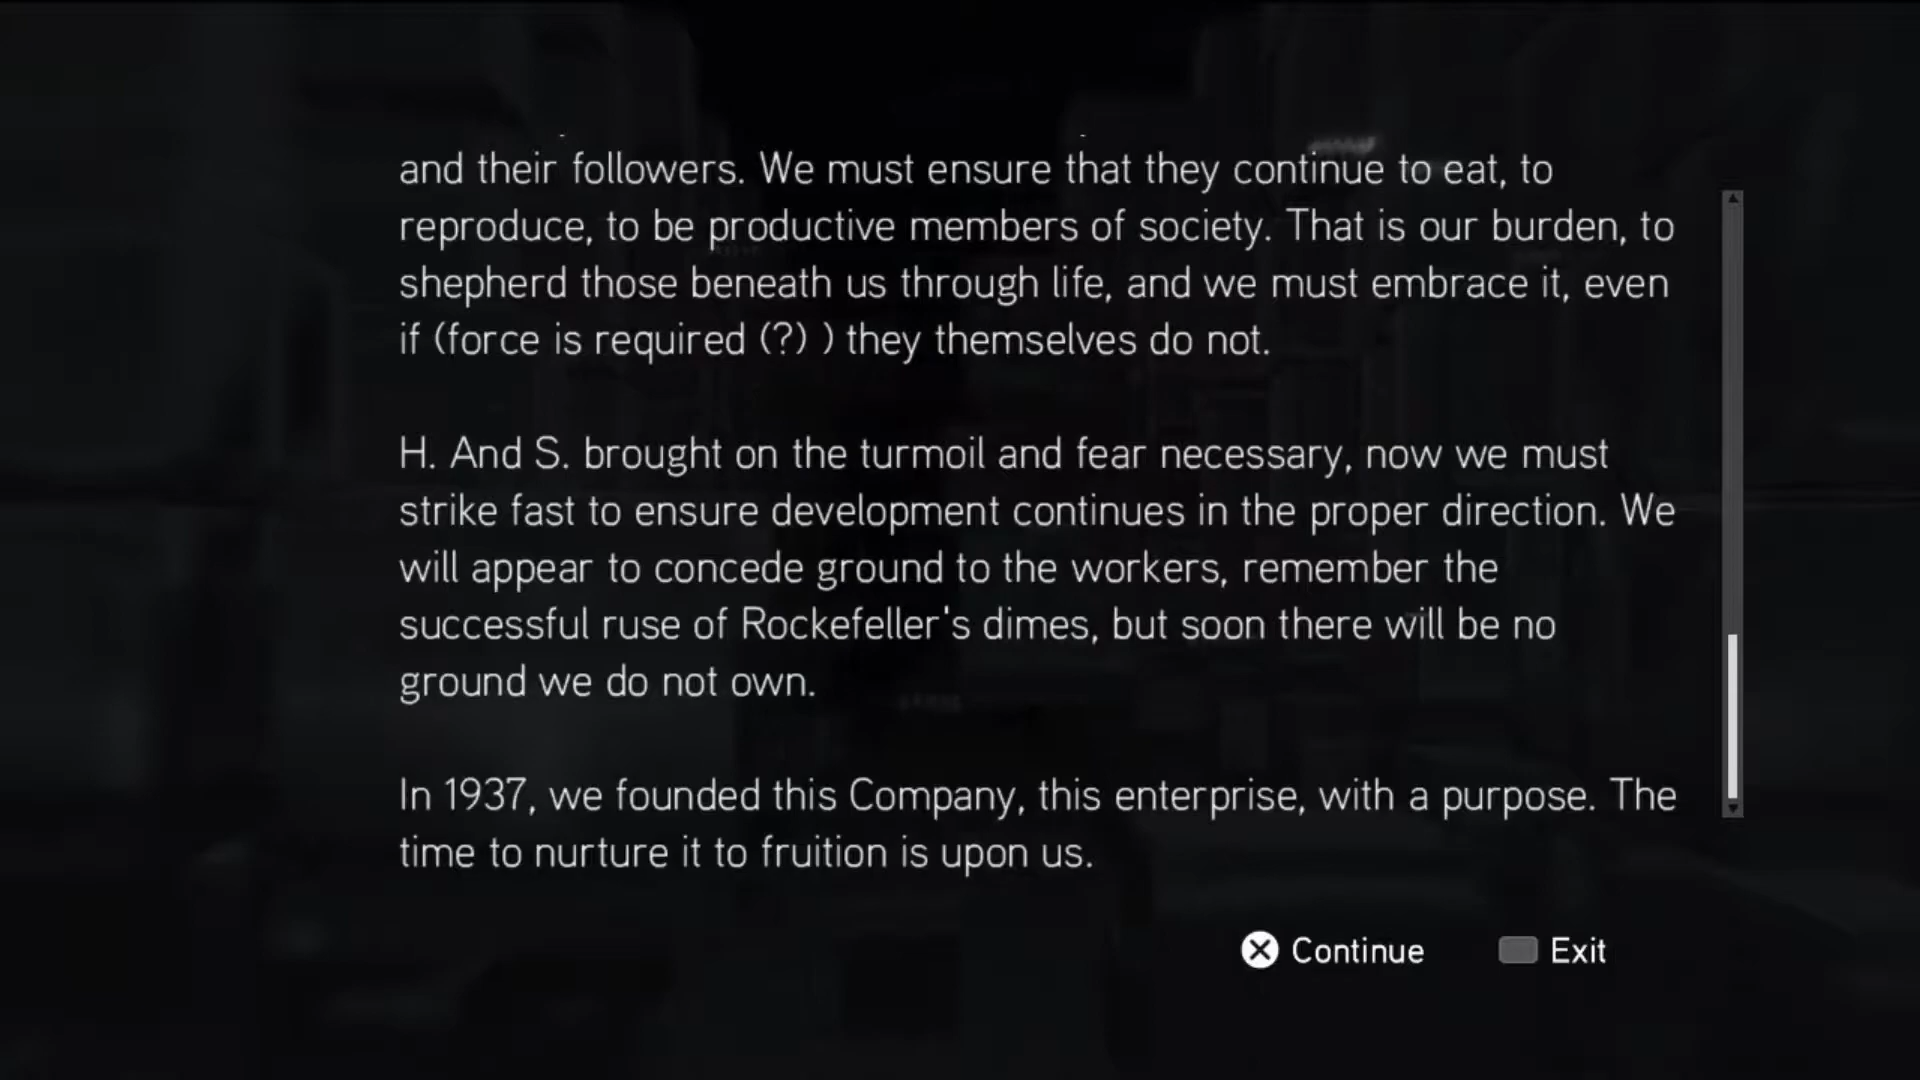 and their followers. We must ensure that they continue to eat, to
reproduce, to be productive members of society. That is our burden, to
shepherd those beneath us through life, and we must embrace it, even
if (force is required (?) ) they themselves do not.
H. And S. brought on the turmoil and fear necessary, now we must
strike fast to ensure development continues in the proper direction. We
will appear to concede ground to the workers, remember the
successful ruse of Rockefeller's dimes, but soon there will be no
ground we do not own.
In 1937, we founded this Company, this enterprise, with a purpose. The
time to nurture it to fruition is upon us.
Continue
Exit